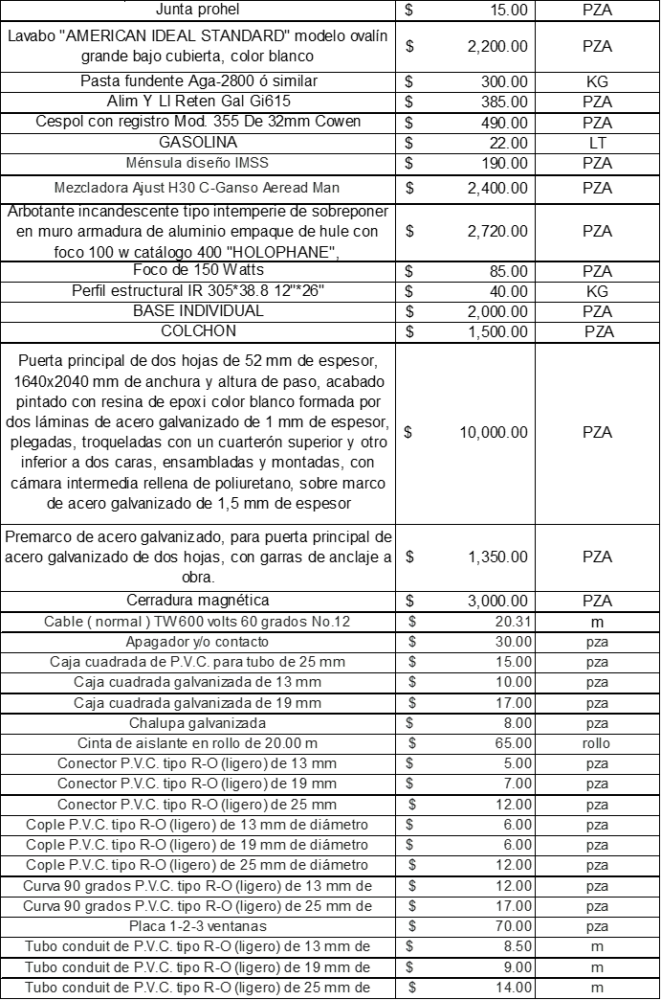 Junta prohel $ 15.00 PZA
Lavabo "AMERICAN IDEAL STANDARD" modelo ovalín
grande bajo cubierta, color blanco $ 2,200.00 PZA
Pasta fundente Aga-2800 ó similar $ 300.00 KG
Alim Y Ll Reten Gal Gi615 $ 385.00 PZA
Cespol con registro Mod. 355 De 32mm Cowen $ 490.00 PZA
GASOLINA $ 22.00 LT
Ménsula diseño IMSS $ 190.00 PZA
Mezcladora Ajust H30 C-Ganso Aeread Man $ 2,400.00 PZA
Arbotante incandescente tipo intemperie de sobreponer
en muro armadura de aluminio empaque de hule con $ 2,720.00 PZA
foco 100 w catálogo 400 "HOLOPHANE",
Foco de 150 Watts $ 85.00 PZA
Perfil estructural IR 305*38.8 12"*26" $ 40.00 KG
BASE INDIVIDUAL $ 2,000.00 PZA
COLCHON $ 1,500.00 PZA
Puerta principal de dos hojas de 52 mm de espesor,
1640x2040 mm de anchura y altura de paso, acabado
pintado con resina de epoxi color blanco formada por
dos láminas de acero galvanizado de 1 mm de espesor,
plegadas, troqueladas con un cuarterón superior y otro $ 10,000.00 PZA
inferior a dos caras, ensambladas y montadas, con
cámara intermedia rellena de poliuretano, sobre marco
de acero galvanizado de 1,5 mm de espesor
Premarco de acero galvanizado, para puerta principal de
acero galvanizado de dos hojas, con garras de anclaje a $ 1,350.00 PZA
obra.
Cerradura magnética $ 3,000.00 PZA
Cable ( normal ) TW600 volts 60 grados No.12 $ 20.31 m
Apagador y/o contacto $ 30.00 pza
Caja cuadrada de P.V.C. para tubo de 25 mm $ 15.00 pza
Caja cuadrada galvanizada de 13 mm $ 10.00 pza
Caja cuadrada galvanizada de 19 mm $ 17.00 pza
Chalupa galvanizada $ 8.00 pza
Cinta de aislante en rollo de 20.00 m $ 65.00 rollo
Conector P.V.C. tipo R-O (ligero) de 13 mm $ 5.00 pza
Conector P.V.C. tipo R-O (ligero) de 19 mm $ 7.00 pza
Conector P.V.C. tipo R-O (ligero) de 25 mm $ 12.00 pza
Cople P.V.C. tipo R-O (ligero) de 13 mm de diámetro $ 6.00 pza
Cople P.V.C. tipo R-O (ligero) de 19 mm de diámetro $ 6.00 pza
Cople P.V.C. tipo R-O (ligero) de 25 mm de diámetro $ 12.00 pza
Curva 90 grados P.V.C. tipo R-O (ligero) de 13 mm de $ 12.00 pza
Curva 90 grados P.V.C. tipo R-O (ligero) de 25 mm de $ 17.00 pza
Placa 1-2-3 ventanas $ 70.00 pza
Tubo conduit de P.V.C. tipo R-O (ligero) de 13 mm de $ 8.50 m
Tubo conduit de P.V.C. tipo R-O (ligero) de 19 mm de $ 9.00 m
Tubo conduit de P.V.C. tipo R-O (ligero) de 25 mm de $ 14.00 m